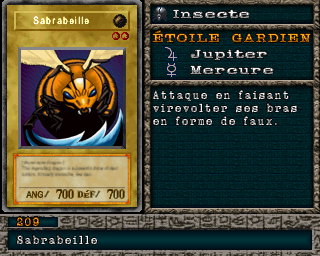 Sabrabeille
ANG/ 700 DÉF/ 700
Insecte
ÉTOILE GARDIEN
Jupiter
Mercure
Attaque en faisant
virevolter ses bras
en forme de faux.
209
Sabrabeille